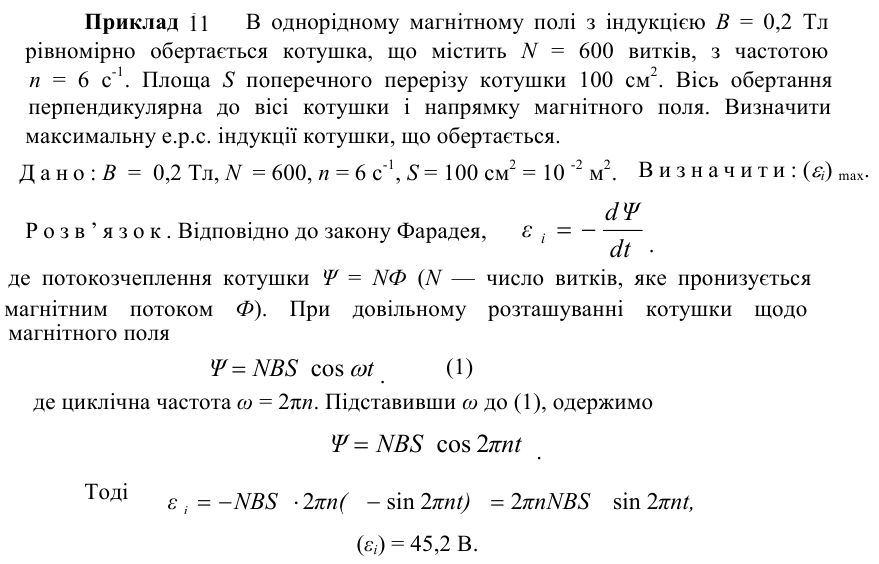 Приклад 11 В однорідному магнітному полі з індукцією B = 0,2 Тл
рівномірно обертається котушка, що містить N = 600 витків, з частотою
n = 6 с⁻¹. Площа S поперечного перерізу котушки 100 см². Вісь обертання
перпендикулярна до вісі котушки і напрямку магнітного поля. Визначити
максимальну е.р.с. індукції котушки, що обертається.
Дано: B = 0,2 Тл, N = 600, n = 6 с⁻¹, S = 100 см² = 10 ⁻² м². Визначити: (εi) max.
Розв’язок. Відповідно до закону Фарадея, ε i = − dΨ/dt .
де потокозчеплення котушки Ψ = NФ (N — число витків, яке пронизується
магнітним потоком Ф). При довільному розташуванні котушки щодо
магнітного поля
Ψ = NBS cos ωt . (1)
де циклічна частота ω = 2πn. Підставивши ω до (1), одержимо
Ψ = NBS cos 2πnt .
Тоді ε i = −NBS · 2πn( − sin 2πnt) = 2πnNBS sin 2πnt,
(εi) = 45,2 В.